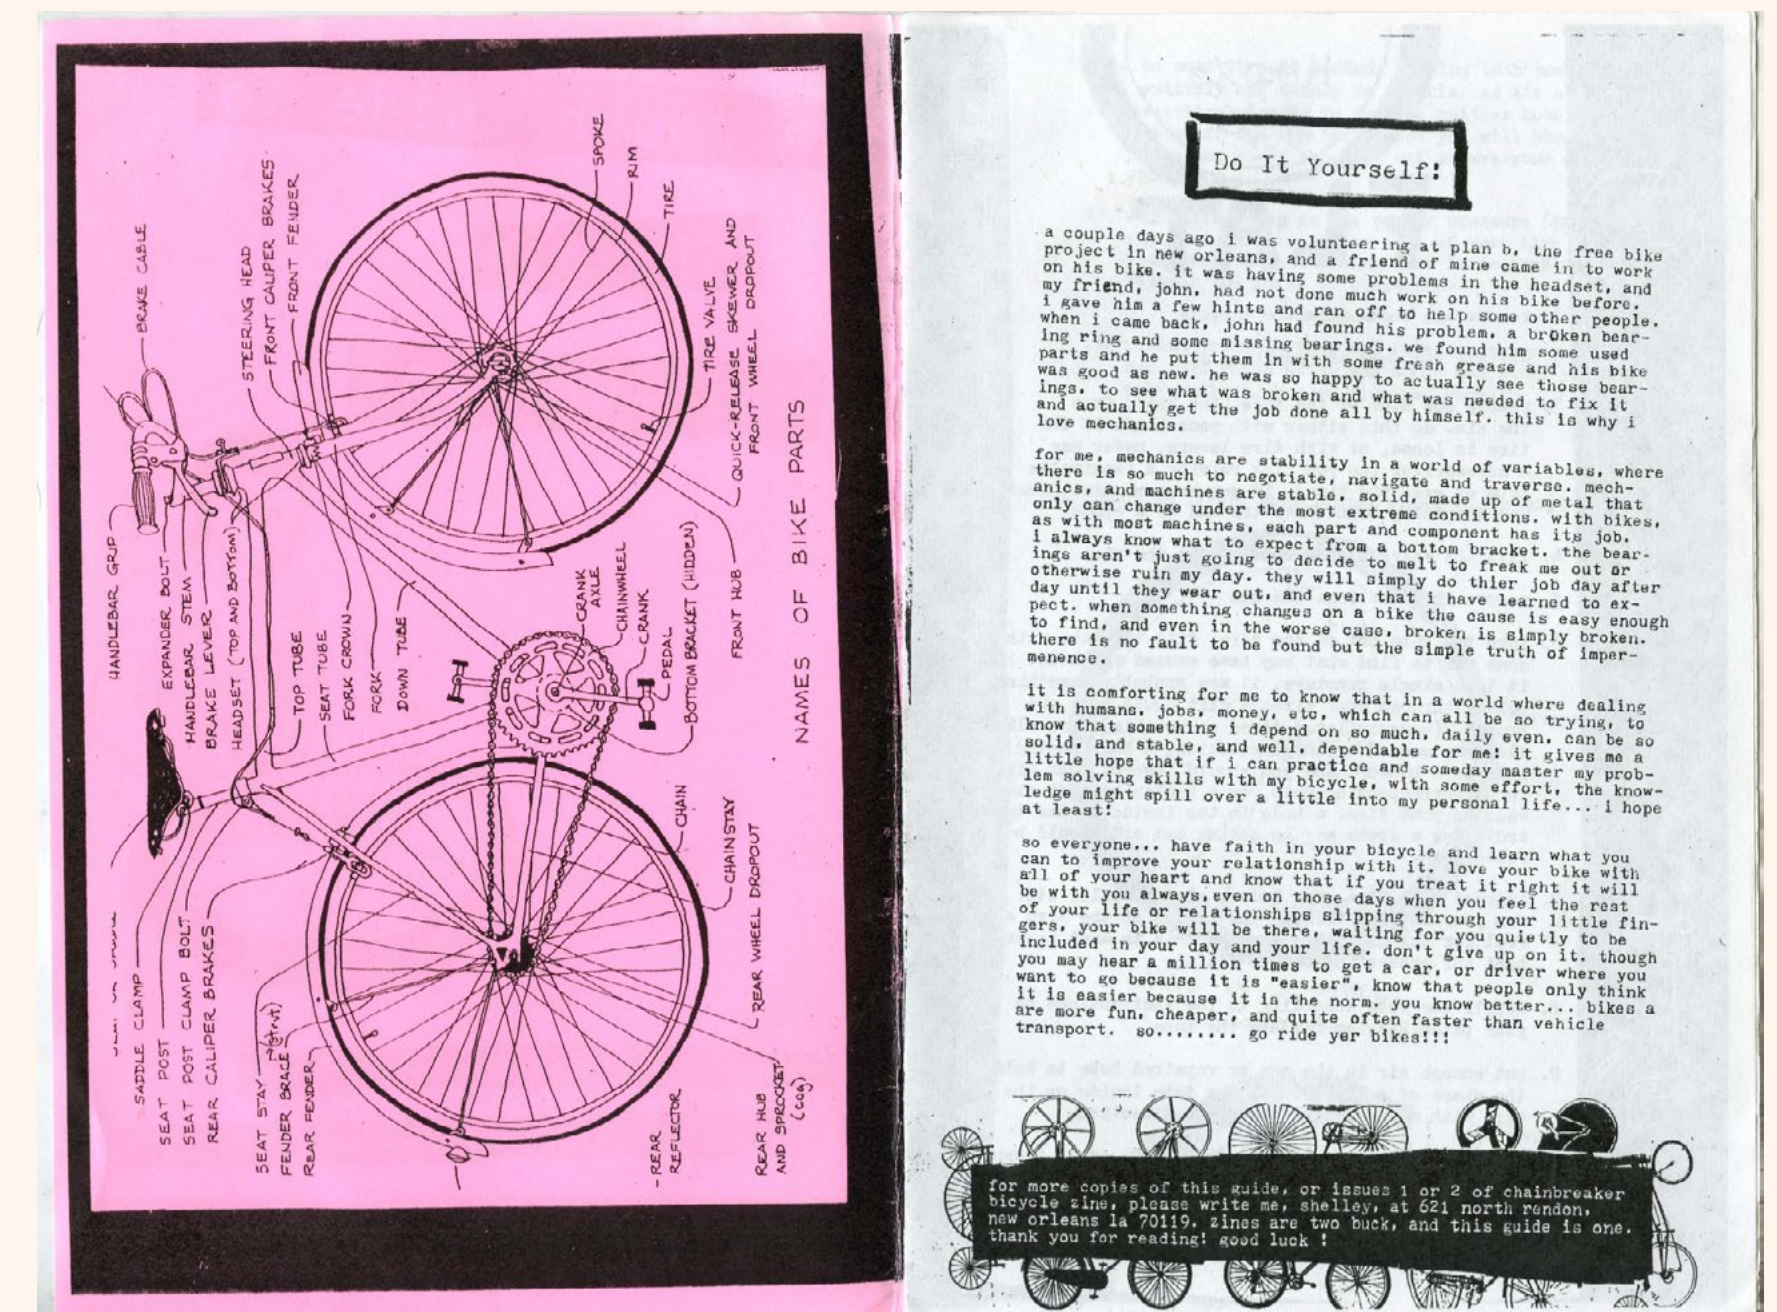 BRAKE CABLE
STEERING HEAD
FRONT CALIPER BRAKES
FRONT FENDER
SPOKE
RIM
TIRE
TIRE VALVE
QUICK-RELEASE SKEWER AND
FRONT WHEEL DROPOUT
HANDLEBAR GRIP
EXPANDER BOLT
HANDLEBAR STEM
BRAKE LEVER
HEADSET (TOP AND BOTTOM)
TOP TUBE
SEAT TUBE
FORK CROWN
FORK
DOWN TUBE
CRANK
AXLE
CHAINWHEEL
CRANK
PEDAL
BOTTOM BRACKET (HIDDEN)
FRONT HUB
NAMES OF BIKE PARTS
SADDLE CLAMP
SEAT POST
SEAT POST CLAMP BOLT
REAR CALIPER BRAKES
SEAT STAY
FENDER BRACE (strut)
REAR FENDER
CHAIN
CHAINSTAY
REAR WHEEL DROPOUT
REAR
REFLECTOR
REAR HUB
AND SPROCKET
(cog)
Do It Yourself!
a couple days ago i was volunteering at plan b, the free bike
project in new orleans, and a friend of mine came in to work
on his bike. it was having some problems in the headset, and
my friend, john, had not done much work on his bike before.
i gave him a few hints and ran off to help some other people.
when i came back, john had found his problem. a broken bear-
ing ring and some missing bearings. we found him some used
parts and he put them in with some fresh grease and his bike
was good as new. he was so happy to actually see those bear-
ings. to see what was broken and what was needed to fix it
and actually get the job done all by himself. this is why i
love mechanics.
for me, mechanics are stability in a world of variables, where
there is so much to negotiate, navigate and traverse. mech-
anics, and machines are stable, solid, made up of metal that
only can change under the most extreme conditions. with bikes,
as with most machines, each part and component has its job.
i always know what to expect from a bottom bracket. the bear-
ings aren't just going to decide to melt to freak me out or
otherwise ruin my day. they will simply do thier job day after
day until they wear out, and even that i have learned to ex-
pect. when something changes on a bike the cause is easy enough
to find, and even in the worse case, broken is simply broken.
there is no fault to be found but the simple truth of imper-
menence.
it is comforting for me to know that in a world where dealing
with humans, jobs, money, etc, which can all be so trying, to
know that something i depend on so much, daily even, can be so
solid, and stable, and well, dependable for me! it gives me a
little hope that if i can practice and someday master my prob-
lem solving skills with my bicycle, with some effort, the know-
ledge might spill over a little into my personal life... i hope
at least!
so everyone... have faith in your bicycle and learn what you
can to improve your relationship with it. love your bike with
all of your heart and know that if you treat it right it will
be with you always, even on those days when you feel the rest
of your life or relationships slipping through your little fin-
gers, your bike will be there, waiting for you quietly to be
included in your day and your life. don't give up on it. though
you may hear a million times to get a car, or driver where you
want to go because it is "easier", know that people only think
it is easier because it is the norm. you know better... bikes a
are more fun, cheaper, and quite often faster than vehicle
transport. so........ go ride yer bikes!!!
for more copies of this guide, or issues 1 or 2 of chainbreaker
bicycle zine, please write me, shelley, at 621 north rendon,
new orleans la 70119. zines are two buck, and this guide is one.
thank you for reading! good luck !